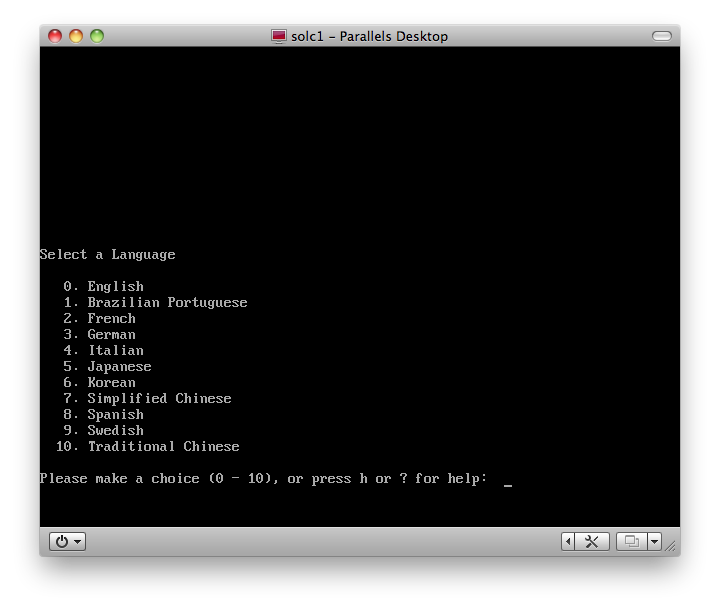 solc1 – Parallels Desktop
Select a Language
0. English
1. Brazilian Portuguese
2. French
3. German
4. Italian
5. Japanese
6. Korean
7. Simplified Chinese
8. Spanish
9. Swedish
10. Traditional Chinese
Please make a choice (0 - 10), or press h or ? for help: _